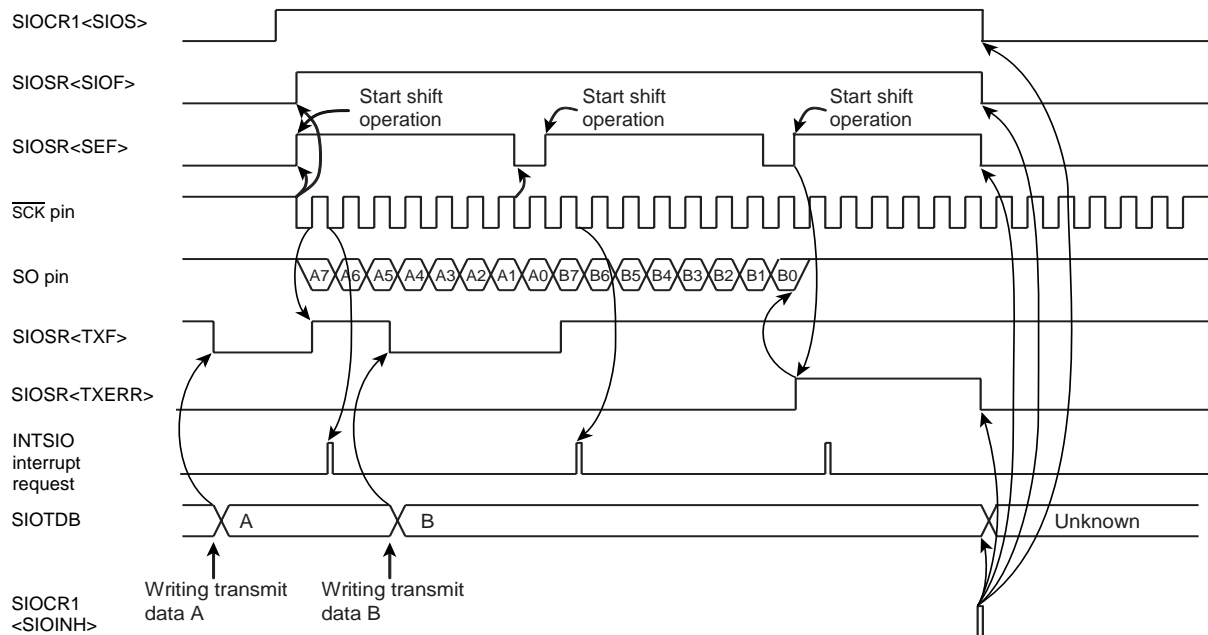 SIOCR1<SIOS>
SIOSR<SIOF>
Start shift
operation
Start shift
operation
Start shift
operation
SIOSR<SEF>
SCK pin
SO pin
A7 A6 A5 A4 A3 A2 A1 A0 B7 B6 B5 B4 B3 B2 B1 B0
SIOSR<TXF>
SIOSR<TXERR>
INTSIO
interrupt
request
SIOTDB
A
B
Unknown
Writing transmit
data A
Writing transmit
data B
SIOCR1
<SIOINH>